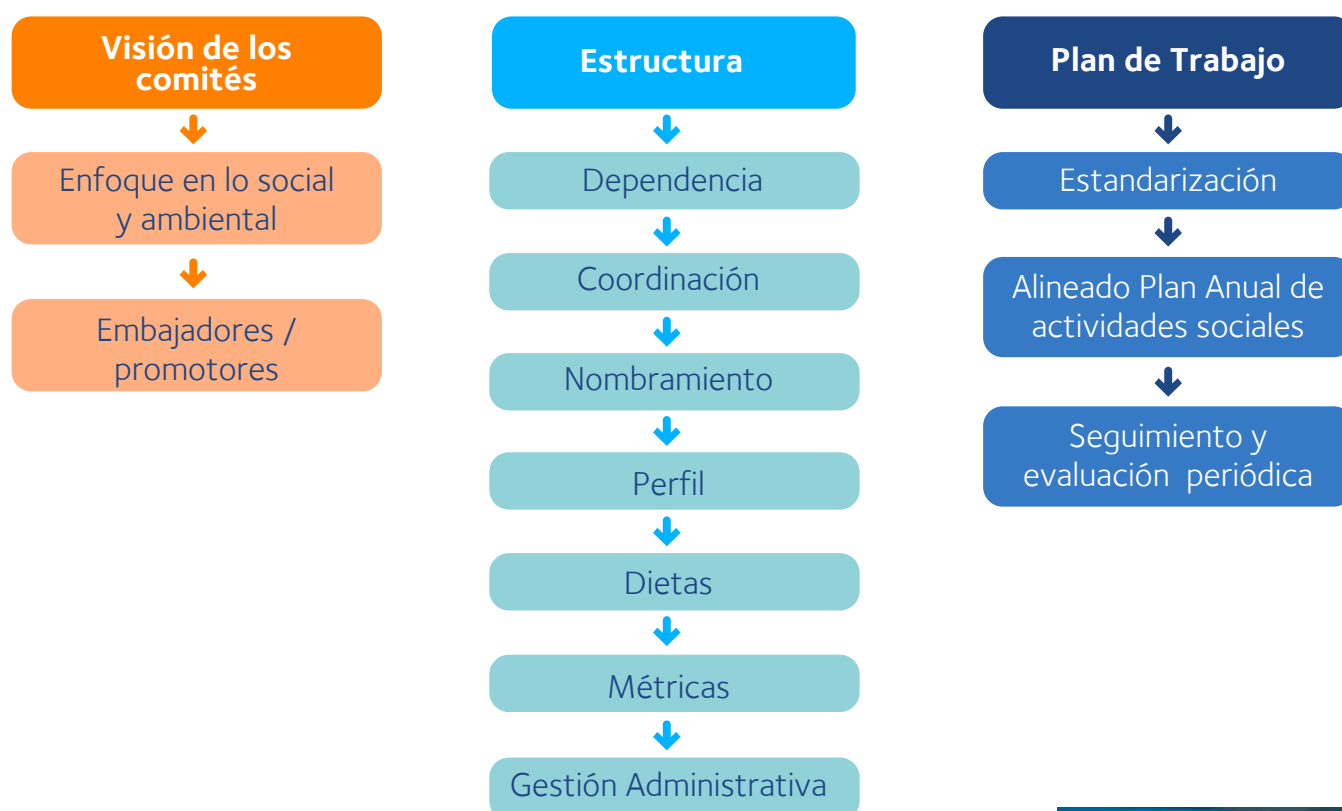 Visión de los
comités
Enfoque en lo social
y ambiental
Embajadores /
promotores
Estructura
Dependencia
Coordinación
Nombramiento
Perfil
Dietas
Métricas
Gestión Administrativa
Plan de Trabajo
Estandarización
Alineado Plan Anual de
actividades sociales
Seguimiento y
evaluación periódica